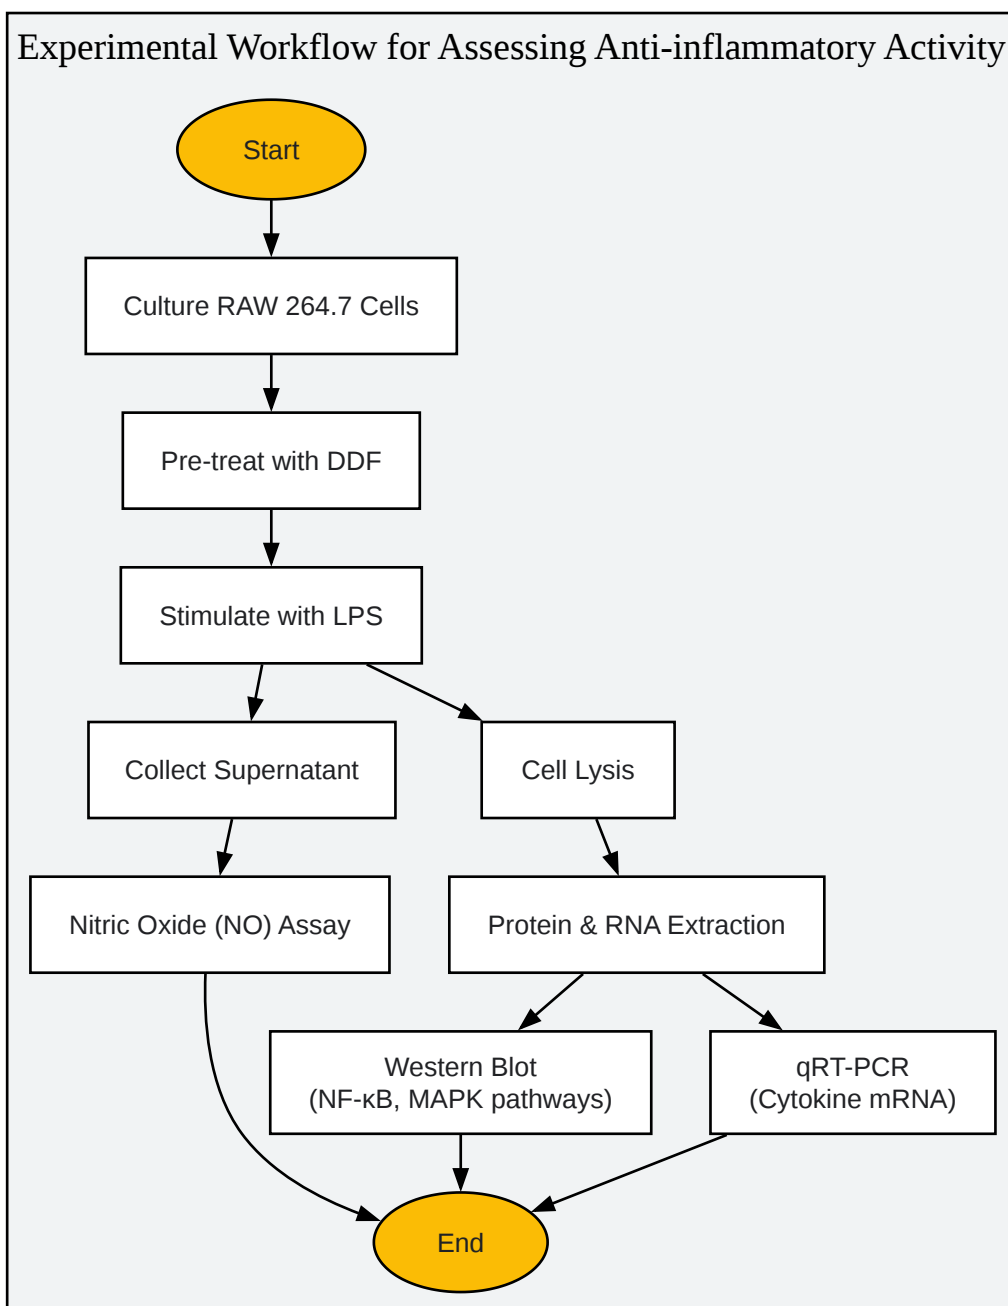 Experimental Workflow for Assessing Anti-inflammatory Activity
Start
Culture RAW 264.7 Cells
Pre-treat with DDF
Stimulate with LPS
Collect Supernatant
Cell Lysis
Nitric Oxide (NO) Assay
Protein & RNA Extraction
Western Blot
(NF-κB, MAPK pathways)
qRT-PCR
(Cytokine mRNA)
End